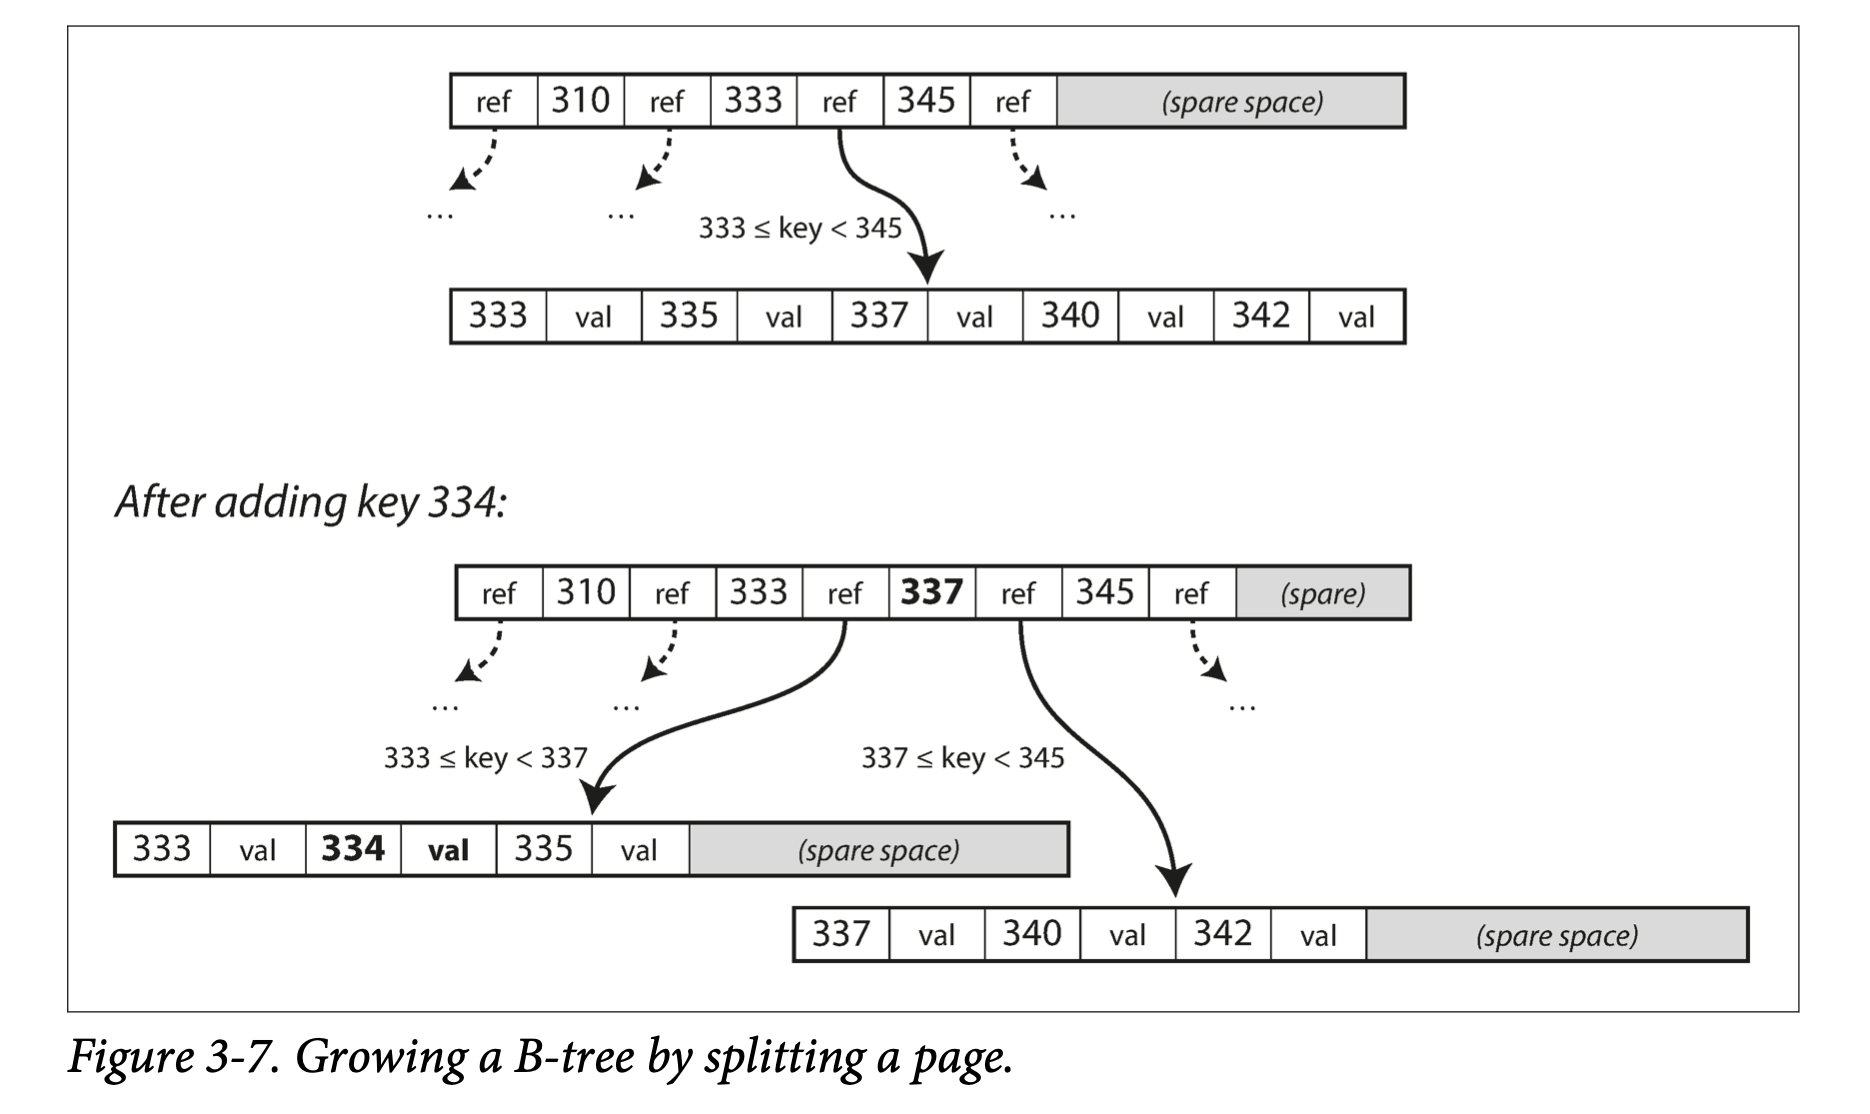 ref 310 ref 333 ref 345 ref (spare space)
... ... ...
333 ≤ key < 345
333 val 335 val 337 val 340 val 342 val
After adding key 334:
ref 310 ref 333 ref 337 ref 345 ref (spare)
... ... ...
333 ≤ key < 337 337 ≤ key < 345
333 val 334 val 335 val (spare space)
337 val 340 val 342 val (spare space)
Figure 3-7. Growing a B-tree by splitting a page.